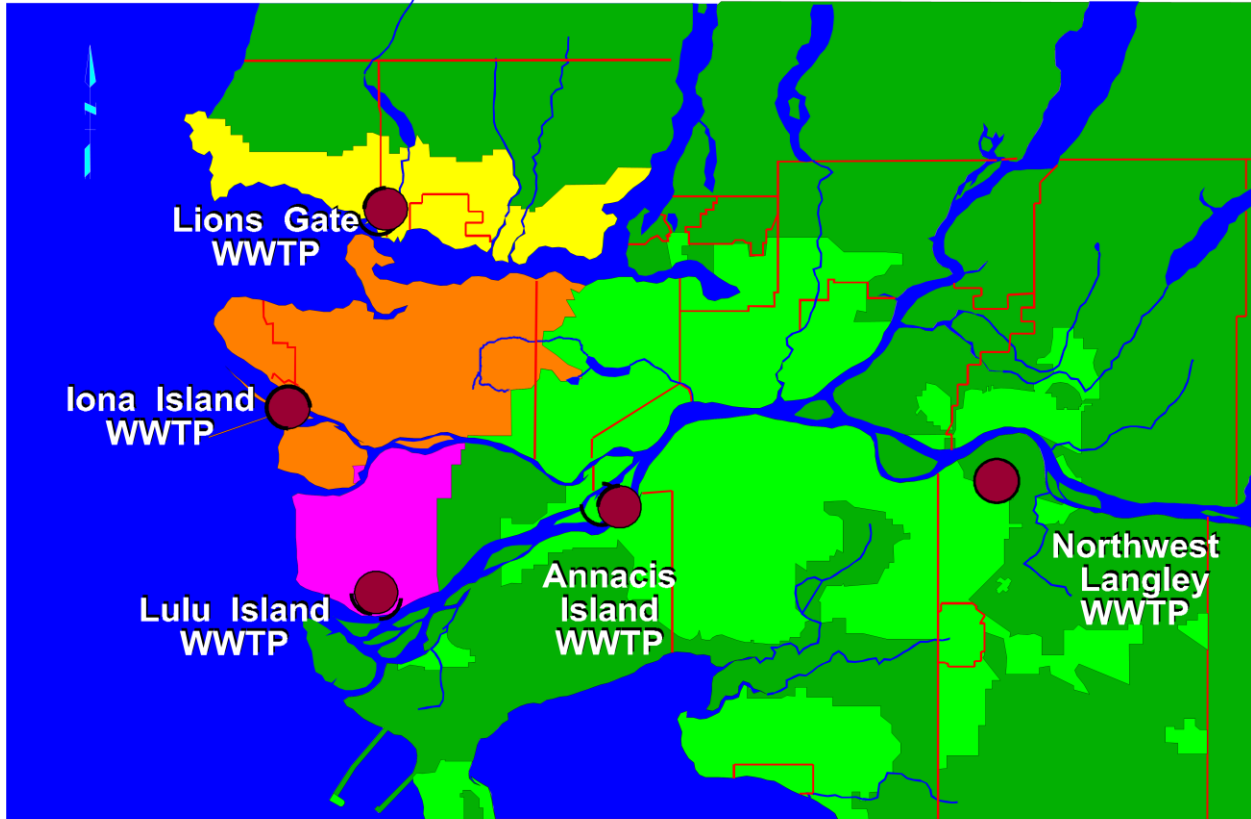 Lions Gate
WWTP
Iona Island
WWTP
Lulu Island
WWTP
Annacis
Island
WWTP
Northwest
Langley
WWTP